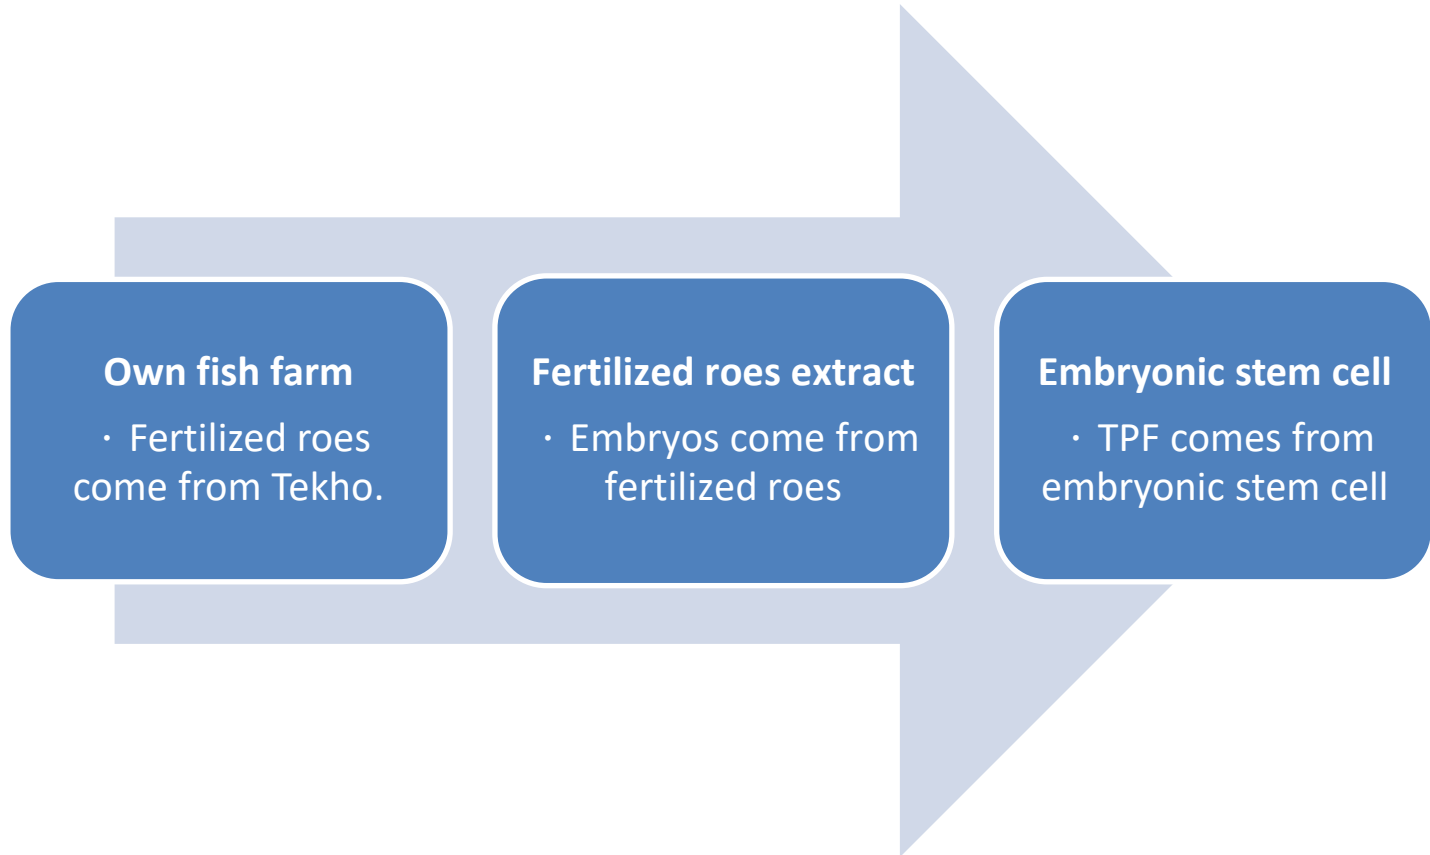 Own fish farm
· Fertilized roes
come from Tekho.
Fertilized roes extract
· Embryos come from
fertilized roes
Embryonic stem cell
· TPF comes from
embryonic stem cell